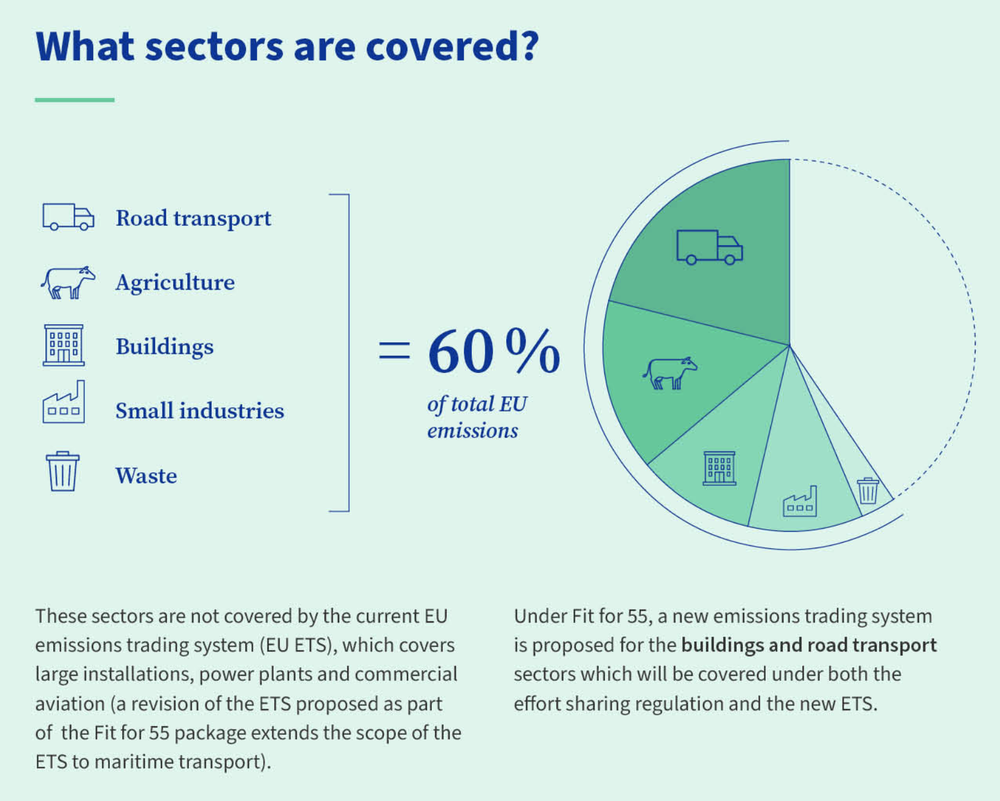 What sectors are covered?
Road transport
Agriculture
Buildings
Small industries
Waste
= 60 %
of total EU
emissions
These sectors are not covered by the current EU
emissions trading system (EU ETS), which covers
large installations, power plants and commercial
aviation (a revision of the ETS proposed as part
of the Fit for 55 package extends the scope of the
ETS to maritime transport).
Under Fit for 55, a new emissions trading system
is proposed for the buildings and road transport
sectors which will be covered under both the
effort sharing regulation and the new ETS.